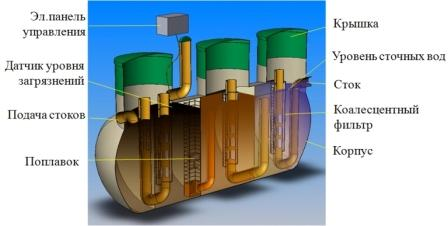 Эл.панель
управления
Датчик уровня
загрязнений
Подача стоков
Поплавок
Крышка
Уровень сточных вод
Сток
Коалесцентный
фильтр
Корпус